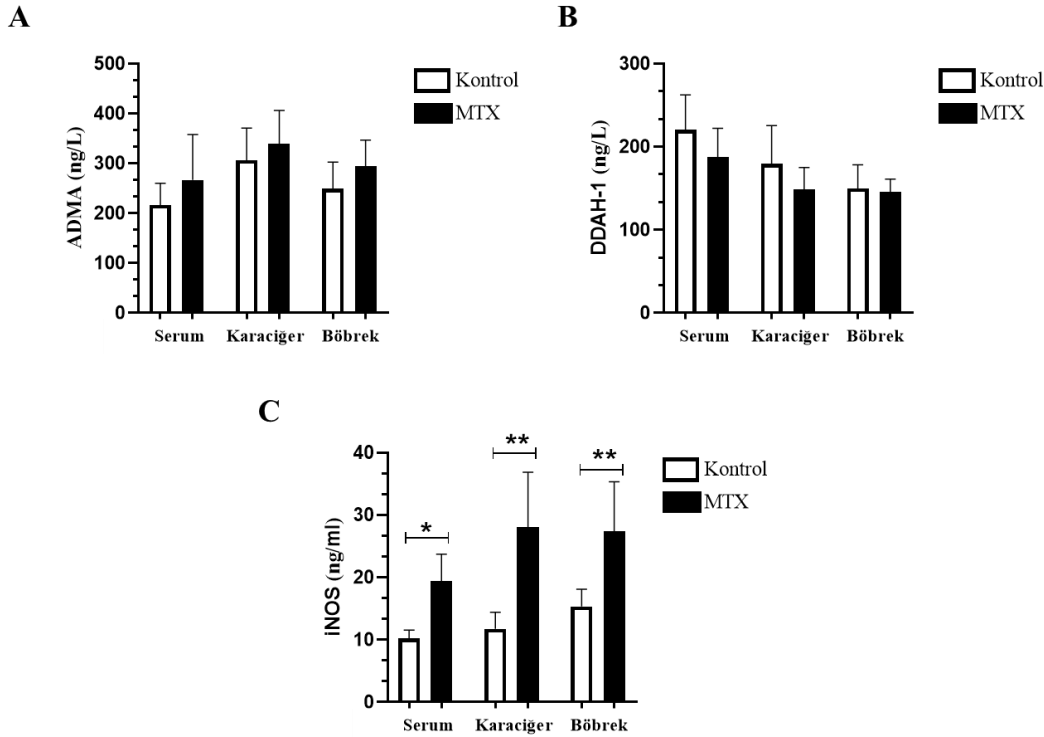 A
500
400
300
200
100
0
ADMA (ng/L)
Serum Karaciğer Böbrek
Kontrol
MTX
B
300
200
100
0
DDAH-1 (ng/L)
Serum Karaciğer Böbrek
Kontrol
MTX
C
40
30
20
10
0
iNOS (ng/ml)
*
**
**
Serum Karaciğer Böbrek
Kontrol
MTX